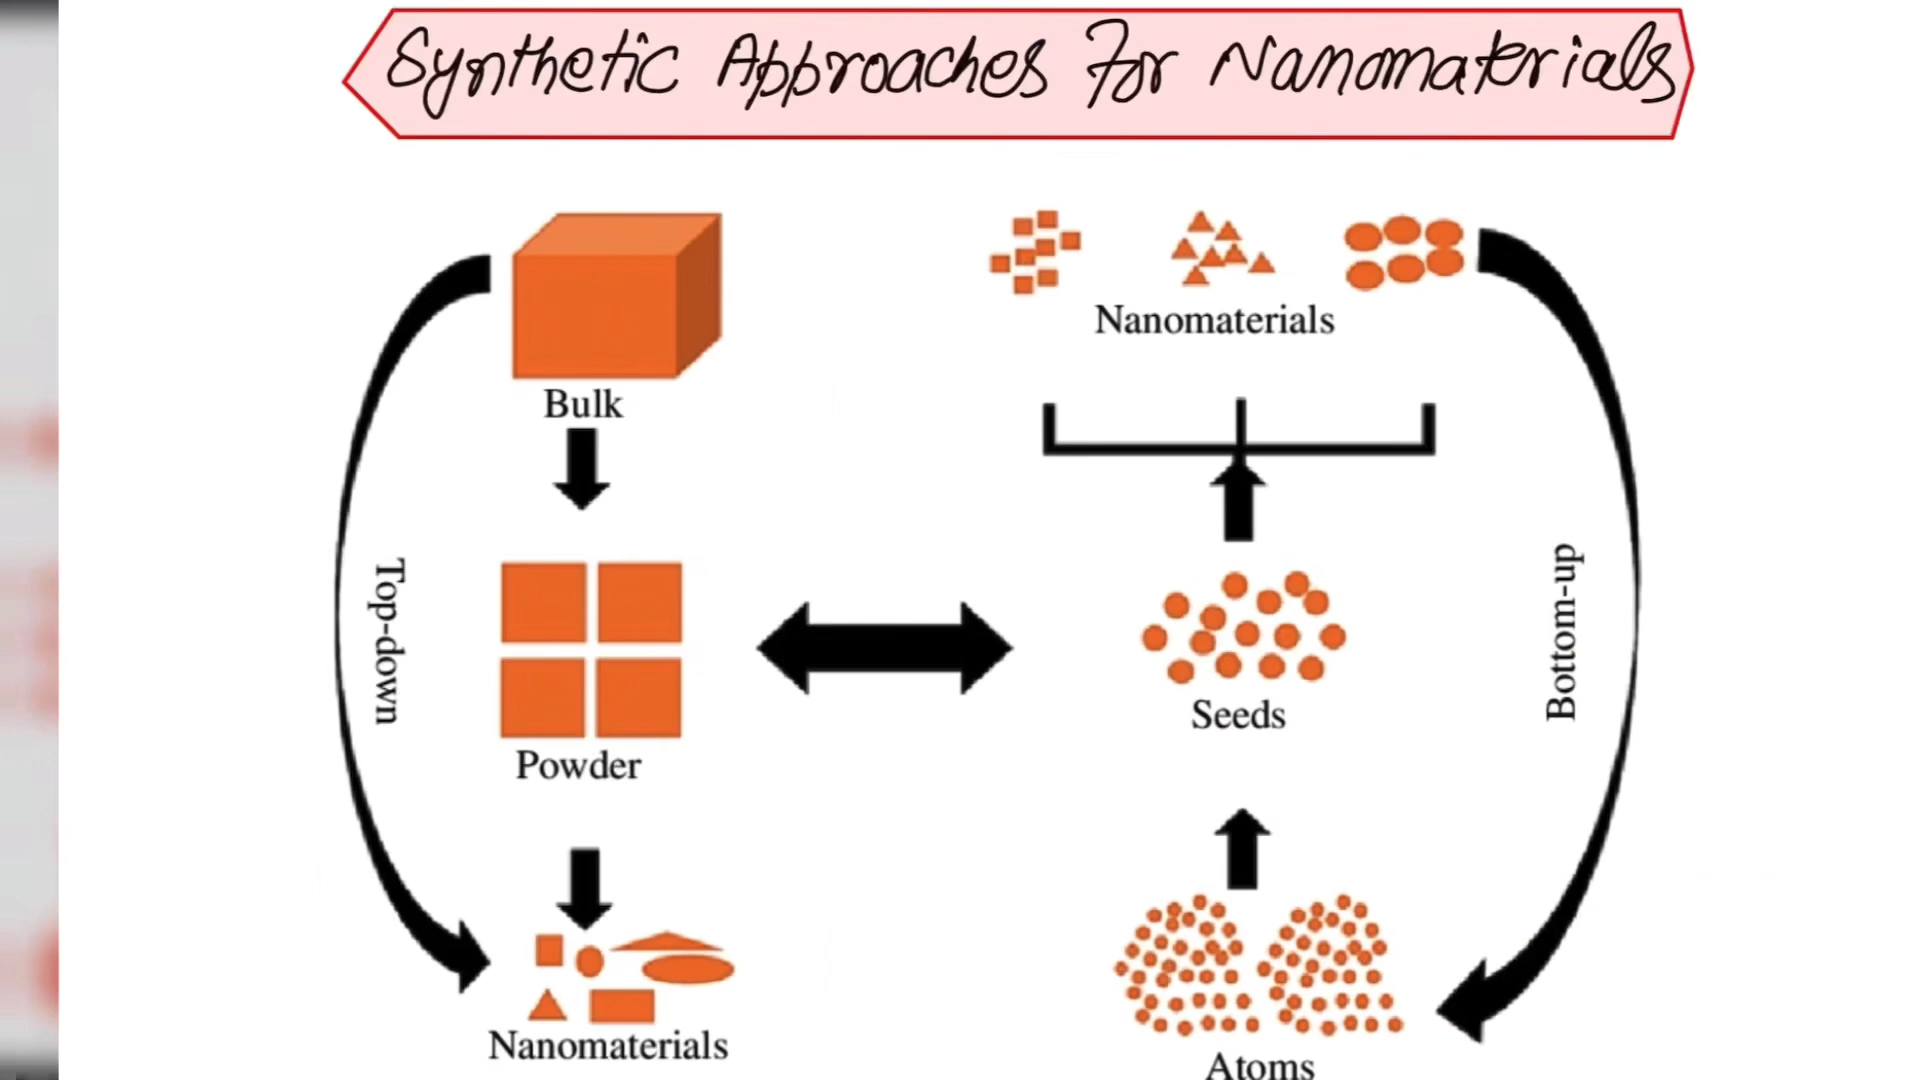 Synthetic Approaches For Nanomaterials
Bulk
Top-down
Powder
Nanomaterials
Nanomaterials
Seeds
Bottom-up
Atoms